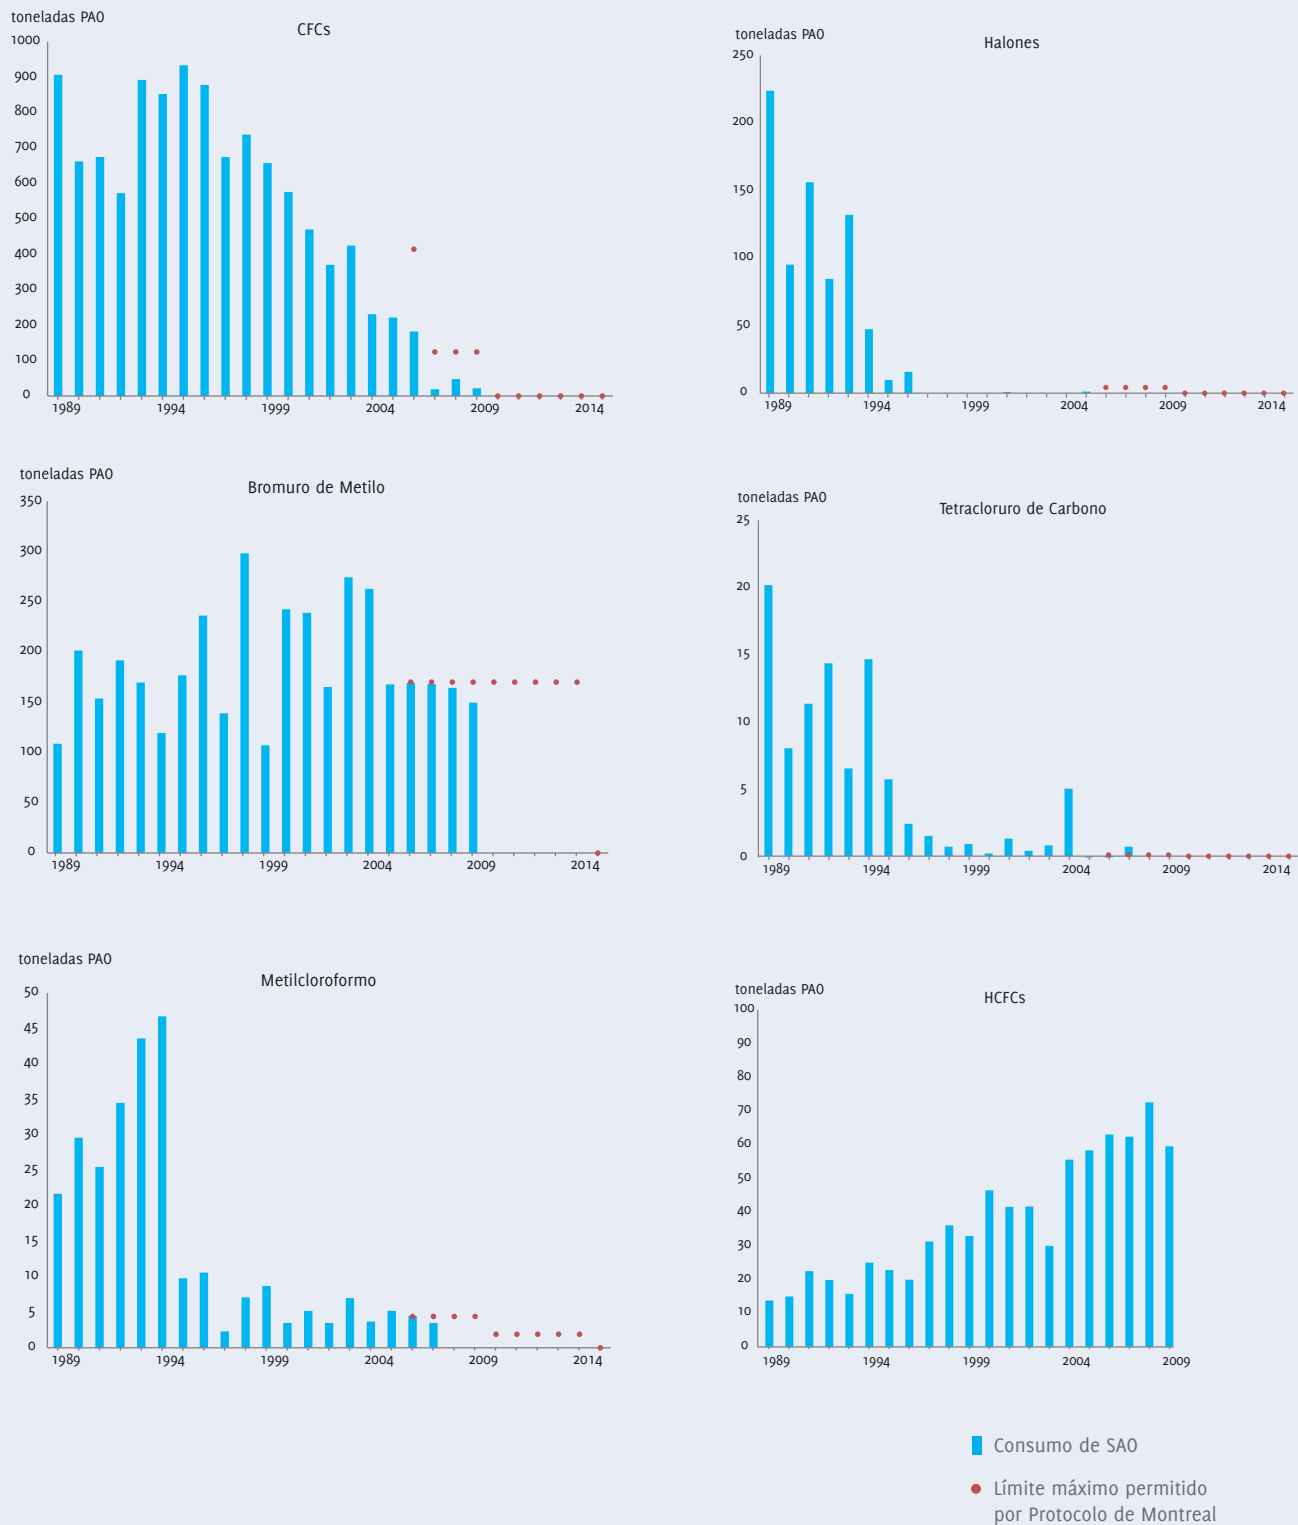 toneladas PAO
CFCs
1000
900
800
700
600
500
400
300
200
100
0
1989 1994 1999 2004 2009 2014
toneladas PAO
Halones
250
200
150
100
50
0
1989 1994 1999 2004 2009 2014
toneladas PAO
Bromuro de Metilo
350
300
250
200
150
100
50
0
1989 1994 1999 2004 2009 2014
toneladas PAO
Tetracloruro de Carbono
25
20
15
10
5
0
1989 1994 1999 2004 2009 2014
toneladas PAO
Metilcloroformo
50
45
40
35
30
25
20
15
10
5
0
1989 1994 1999 2004 2009 2014
toneladas PAO
HCFCs
100
90
80
70
60
50
40
30
20
10
0
1989 1994 1999 2004 2009
Consumo de SAO
Límite máximo permitido
por Protocolo de Montreal